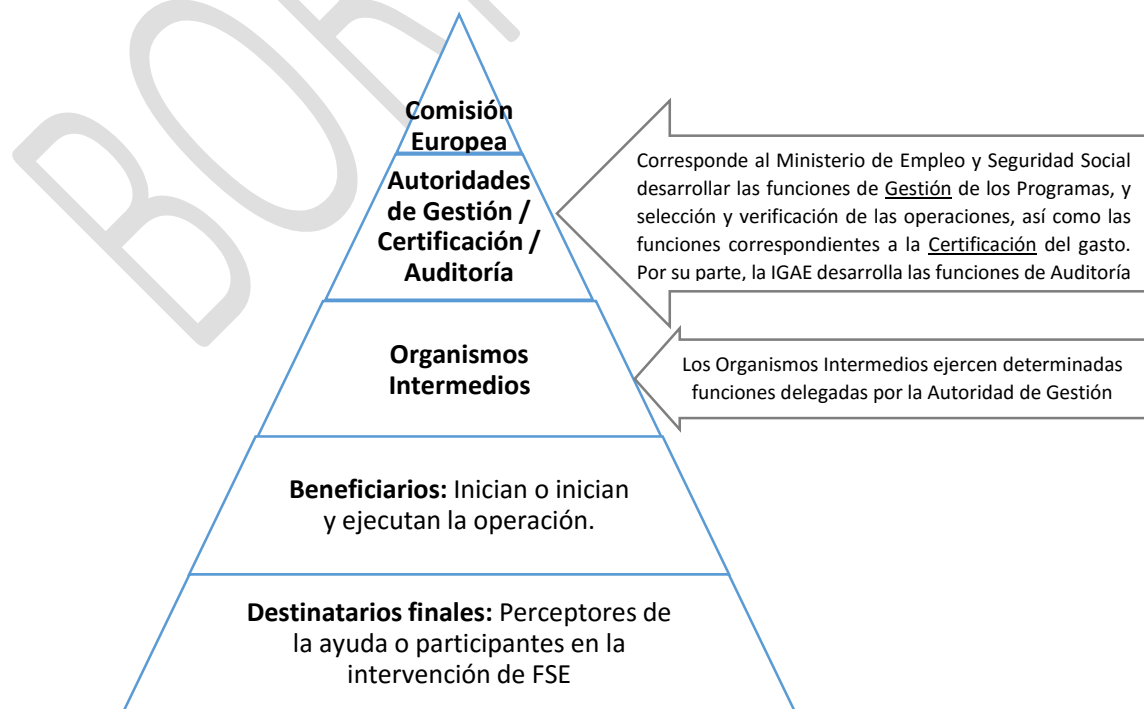 Comisión
Europea
Autoridades
de Gestión /
Certificación /
Auditoría
Corresponde al Ministerio de Empleo y Seguridad Social
desarrollar las funciones de Gestión de los Programas, y
selección y verificación de las operaciones, así como las
funciones correspondientes a la Certificación del gasto.
Por su parte, la IGAE desarrolla las funciones de Auditoría
Organismos
Intermedios
Los Organismos Intermedios ejercen determinadas
funciones delegadas por la Autoridad de Gestión
Beneficiarios: Inician o inician
y ejecutan la operación.
Destinatarios finales: Perceptores de
la ayuda o participantes en la
intervención de FSE